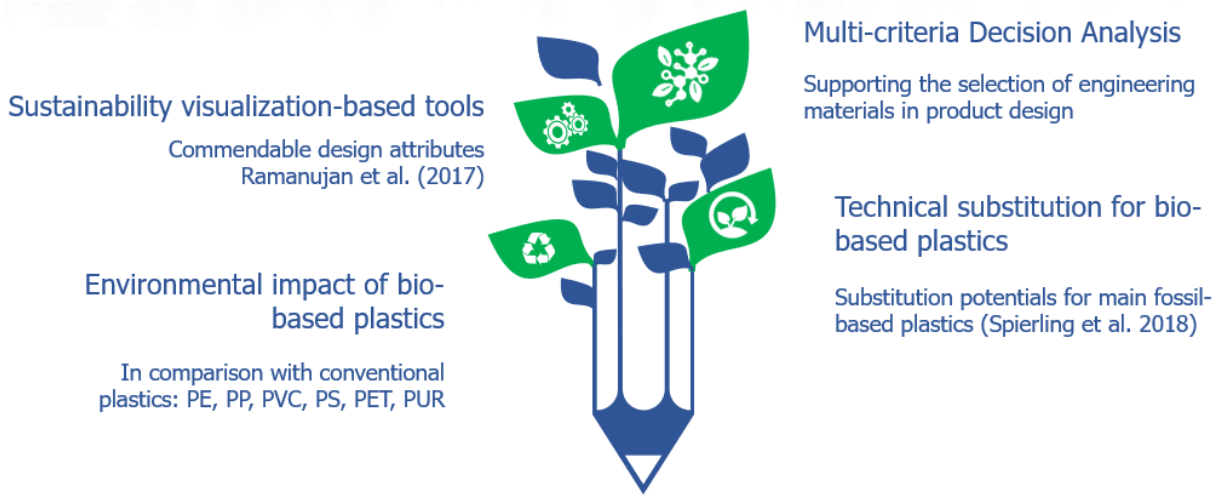 Sustainability visualization-based tools
Commendable design attributes
Ramanujan et al. (2017)
Environmental impact of bio-
based plastics
In comparison with conventional
plastics: PE, PP, PVC, PS, PET, PUR
Multi-criteria Decision Analysis
Supporting the selection of engineering
materials in product design
Technical substitution for bio-
based plastics
Substitution potentials for main fossil-
based plastics (Spierling et al. 2018)